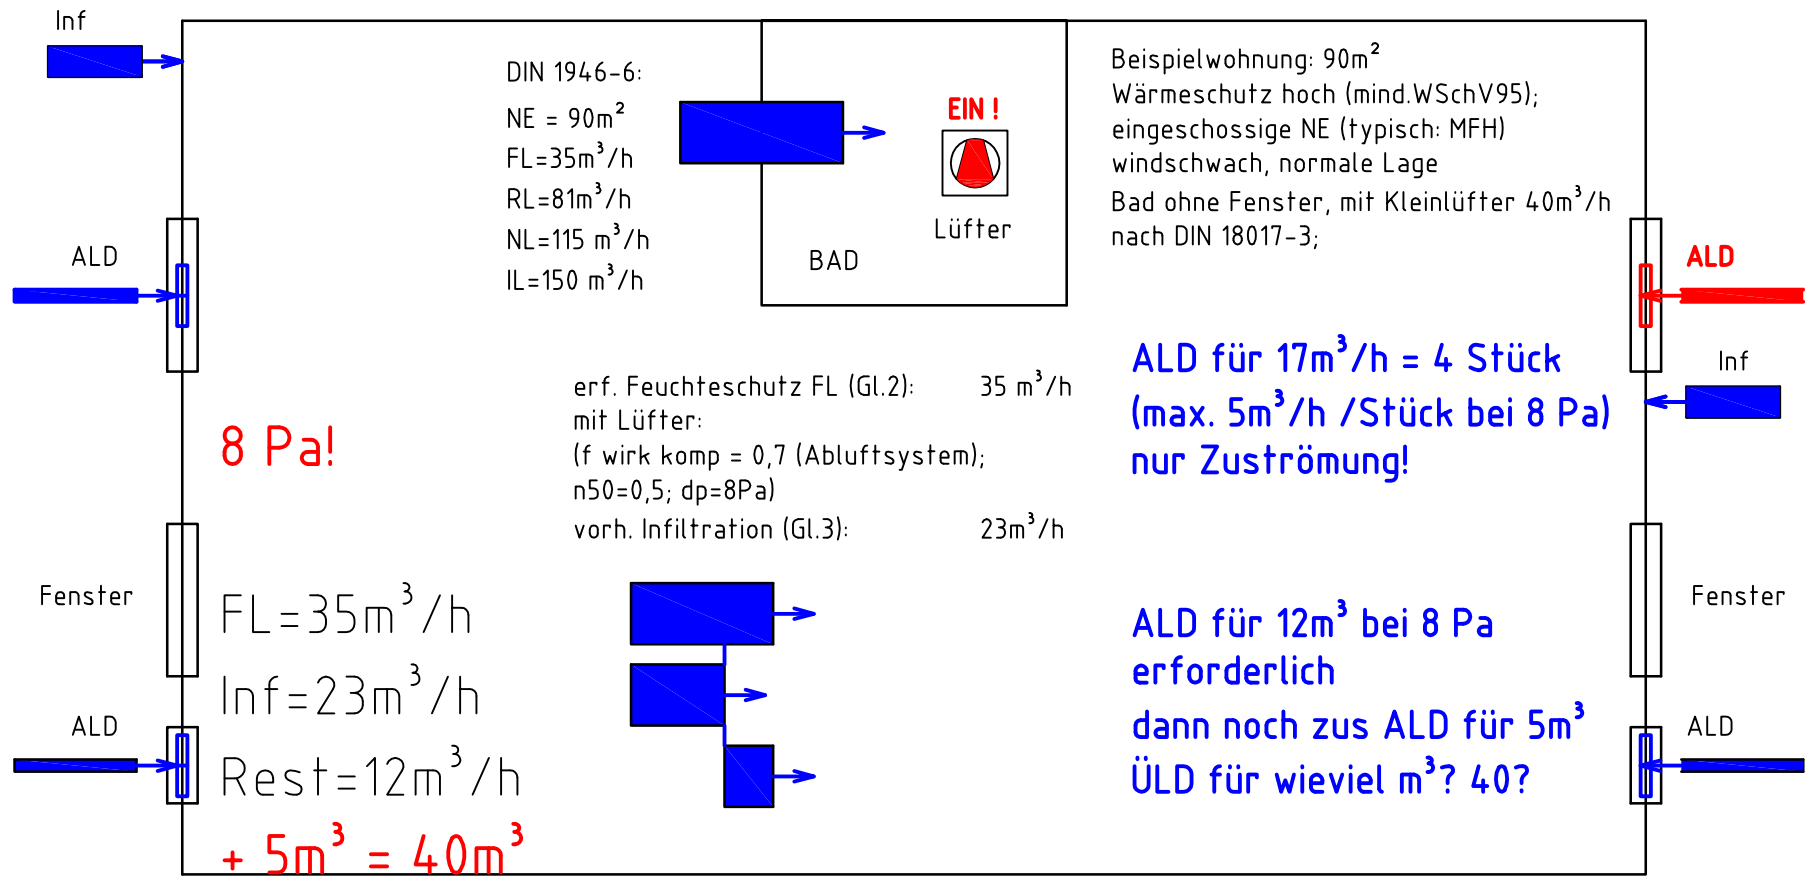 Inf
DIN 1946-6:
NE = 90m²
FL=35m³/h
RL=81m³/h
NL=115 m³/h
IL=150 m³/h
EIN !
Lüfter
BAD
Beispielwohnung: 90m²
Wärmeschutz hoch (mind.WSchV95);
eingeschossige NE (typisch: MFH)
windschwach, normale Lage
Bad ohne Fenster, mit Kleinlüfter 40m³/h
nach DIN 18017-3;
ALD
ALD
Inf
ALD für 17m³/h = 4 Stück
(max. 5m³/h /Stück bei 8 Pa)
nur Zuströmung!
erf. Feuchteschutz FL (Gl.2): 35 m³/h
mit Lüfter:
(f wirk komp = 0,7 (Abluftsystem);
n50=0,5; dp=8Pa)
vorh. Infiltration (Gl.3): 23m³/h
8 Pa!
Fenster
Fenster
FL=35m³/h
Inf=23m³/h
Rest=12m³/h
+ 5m³ = 40m³
ALD für 12m³ bei 8 Pa
erforderlich
dann noch zus ALD für 5m³
ÜLD für wieviel m³? 40?
ALD
ALD